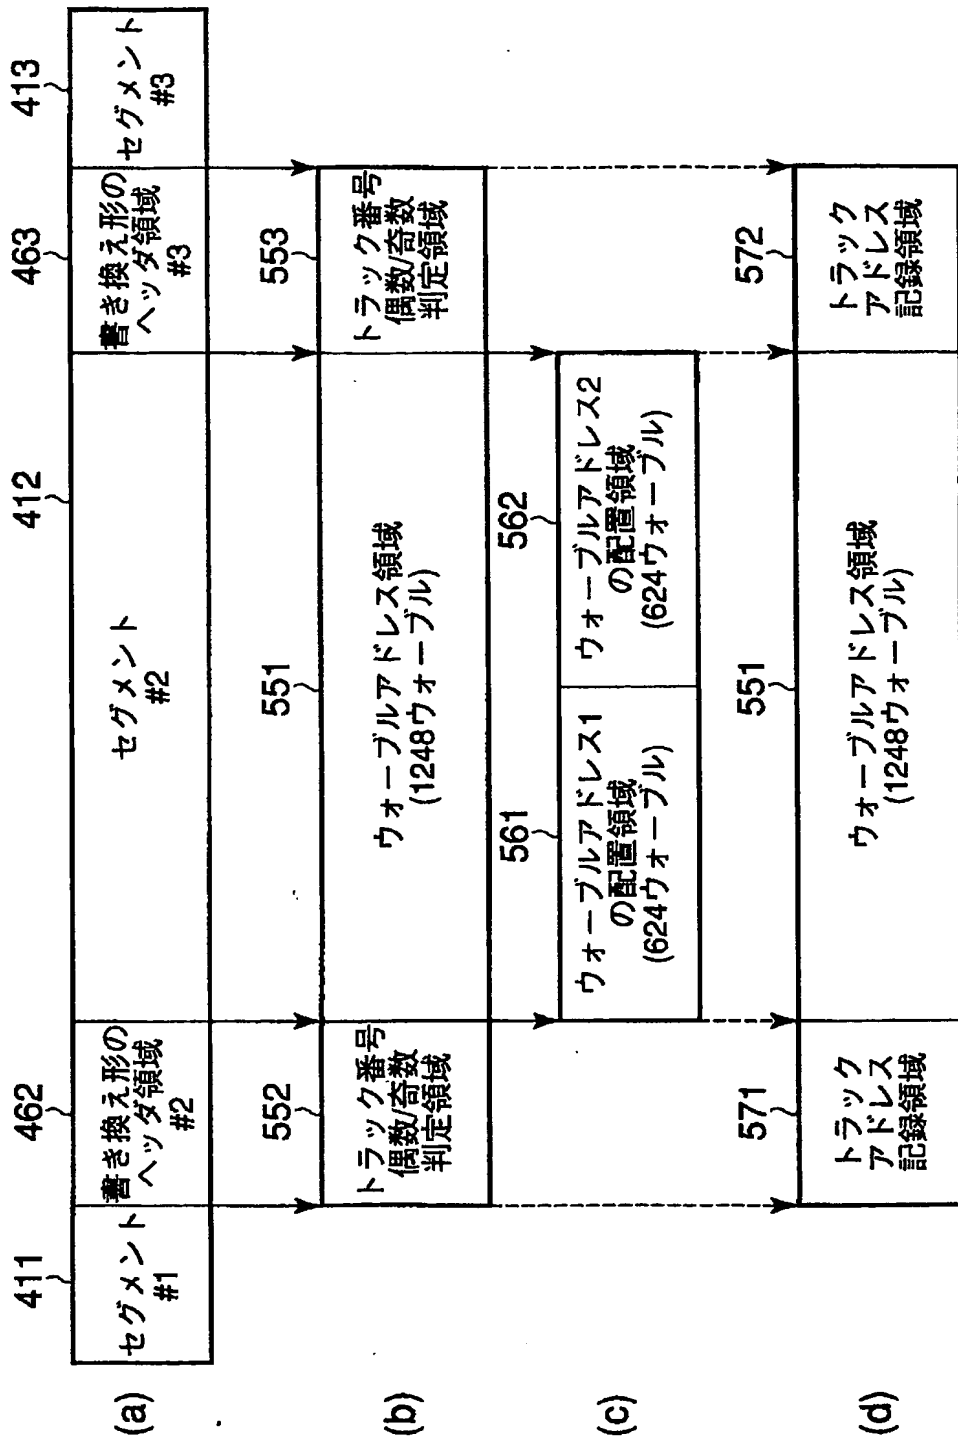 411
462
412
463
413
(a)
セグメント
#1
書き換え形の
ヘッダ領域
#2
セグメント
#2
書き換え形の
ヘッダ領域
#3
セグメント
#3
552
551
553
(b)
トラック番号
偶数/奇数
判定領域
ウォーブルアドレス領域
(1248ウォーブル)
トラック番号
偶数/奇数
判定領域
561
562
(c)
ウォーブルアドレス1
の配置領域
(624ウォーブル)
ウォーブルアドレス2
の配置領域
(624ウォーブル)
571
551
572
(d)
トラック
アドレス
記録領域
ウォーブルアドレス領域
(1248ウォーブル)
トラック
アドレス
記録領域